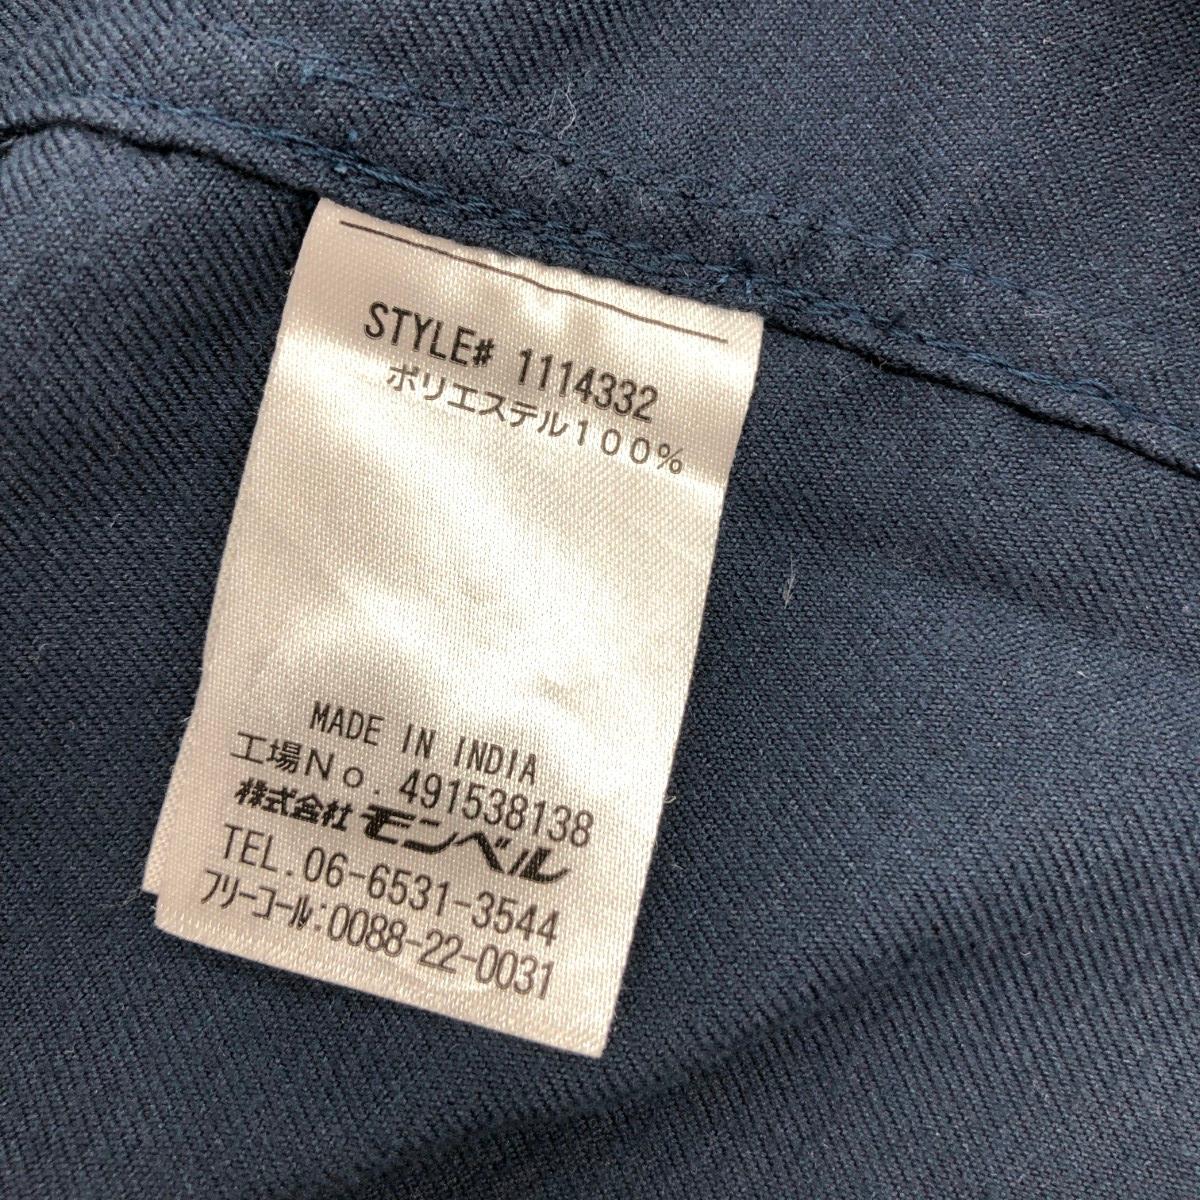 STYLE# 1114332
ポリエステル１００％
MADE IN INDIA
工場Ｎｏ. 491538138
株式会社 モンベル
TEL. 06-6531-3544
フリーコール:0088-22-0031